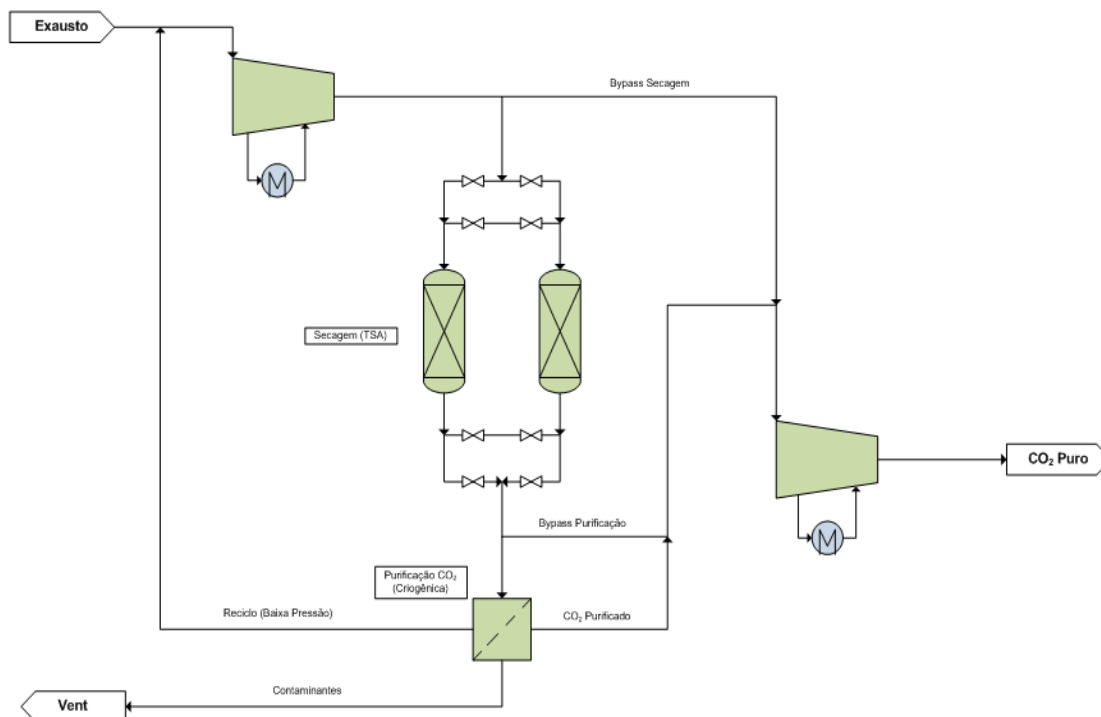 Exausto
Bypass Secagem
M
Secagem (TSA)
CO₂ Puro
M
Bypass Purificação
Purificação CO₂
(Criogênica)
Reciclo (Baixa Pressão)
CO₂ Purificado
Contaminantes
Vent